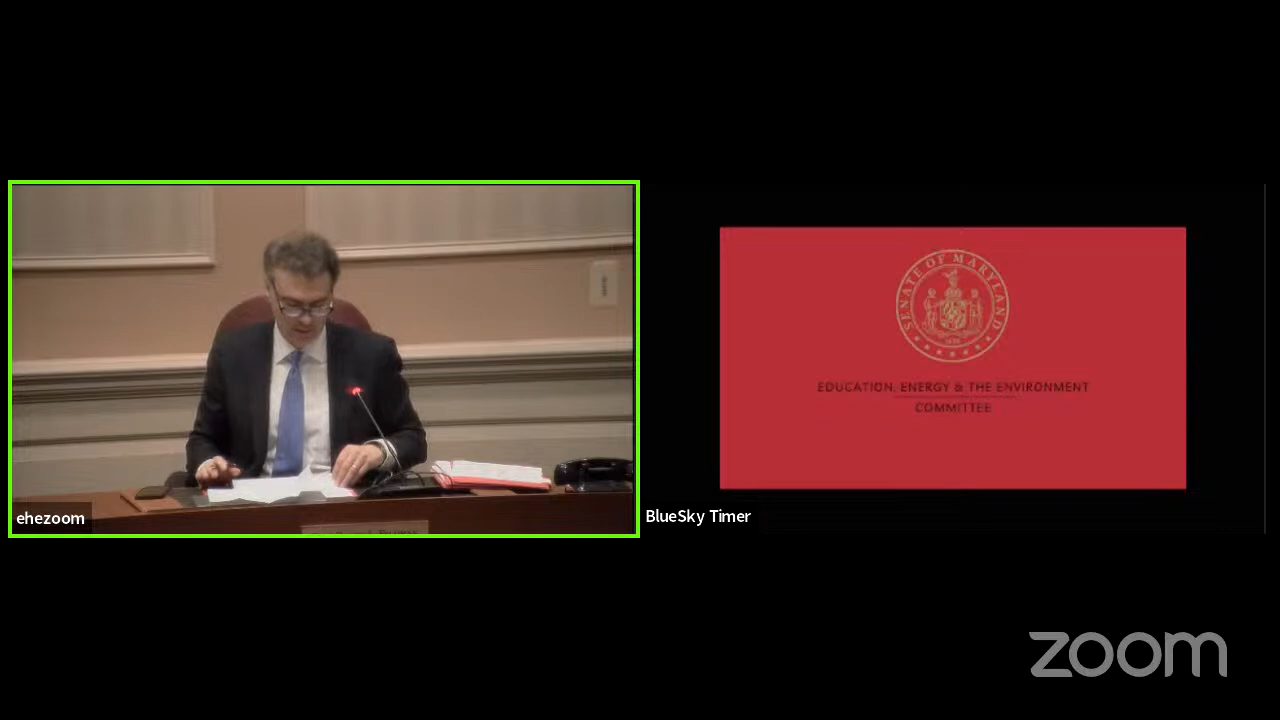 SENATE OF MARYLAND
EDUCATION, ENERGY & THE ENVIRONMENT
COMMITTEE
ehezoom
BlueSky Timer
zoom